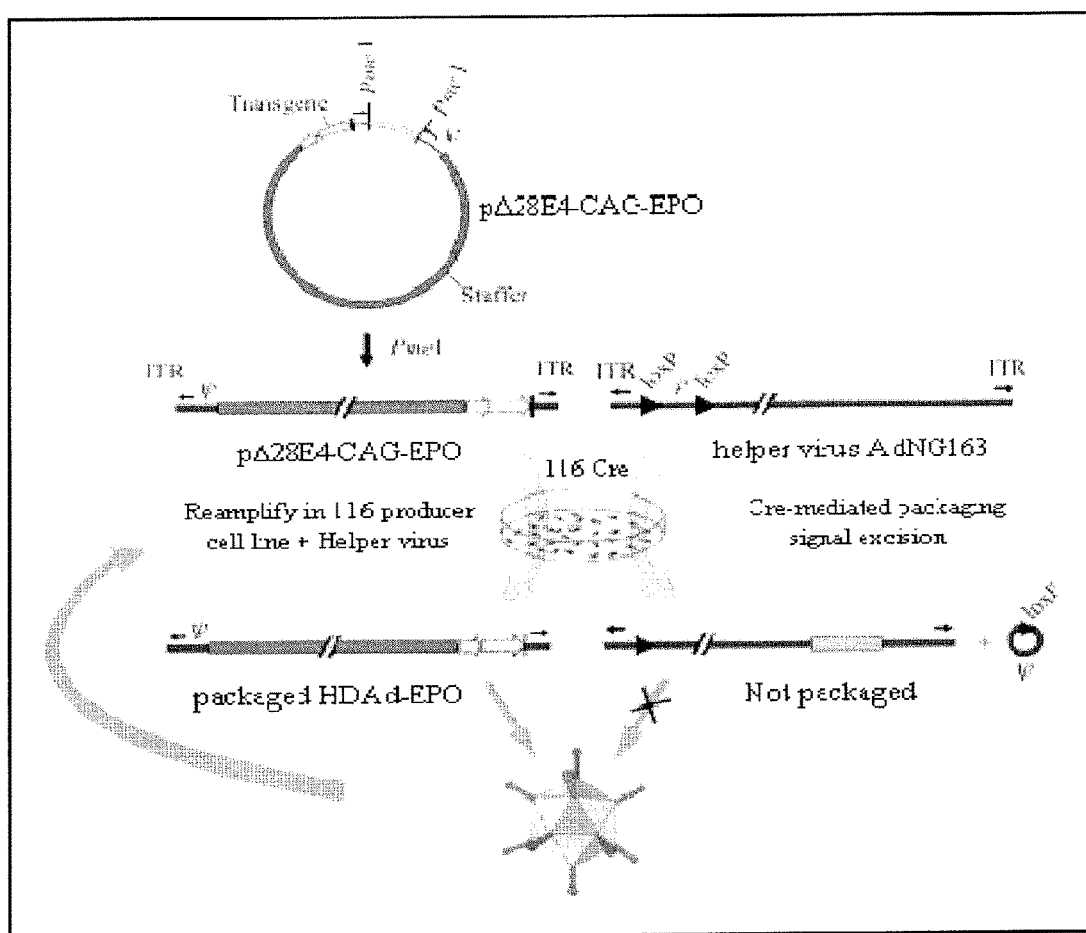 Pme I
Pme I
Transgene
ψ
pΔ28E4-CAG-EPO
Stuffer
PmeI
ITR
ψ
ITR
ITR
loxP
ψ
loxP
ITR
pΔ28E4-CAG-EPO
helper virus AdNG163
116 Cre
Reamplify in 116 producer
cell line + Helper virus
Cre-mediated packaging
signal excision
ψ
loxP
+
ψ
packaged HDAd-EPO
Not packaged